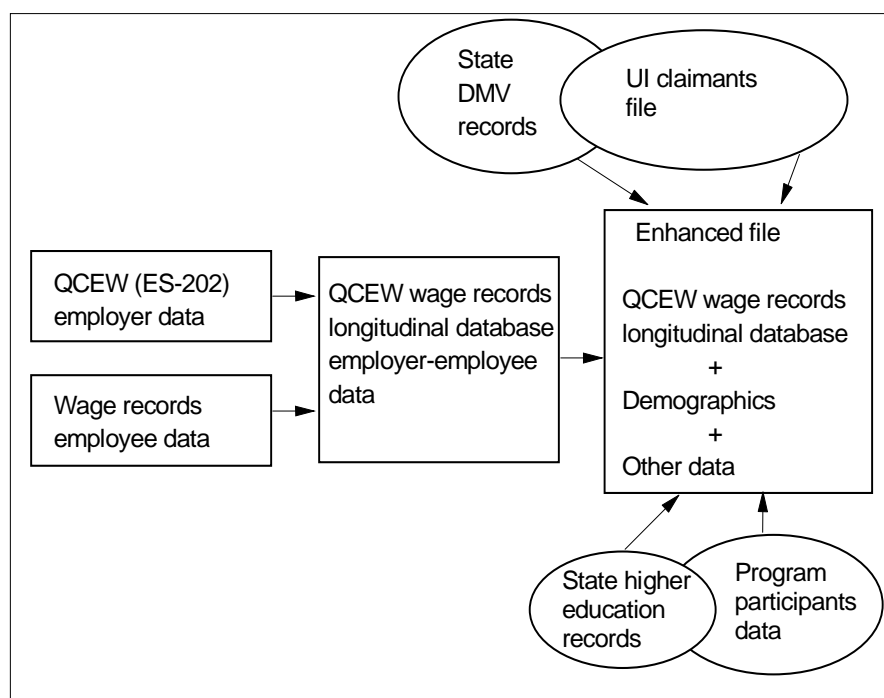 State
DMV
records
UI claimants
file
QCEW (ES-202)
employer data
Wage records
employee data
QCEW wage records
longitudinal database
employer-employee
data
Enhanced file
QCEW wage records
longitudinal database
+
Demographics
+
Other data
State higher
education
records
Program
participants
data